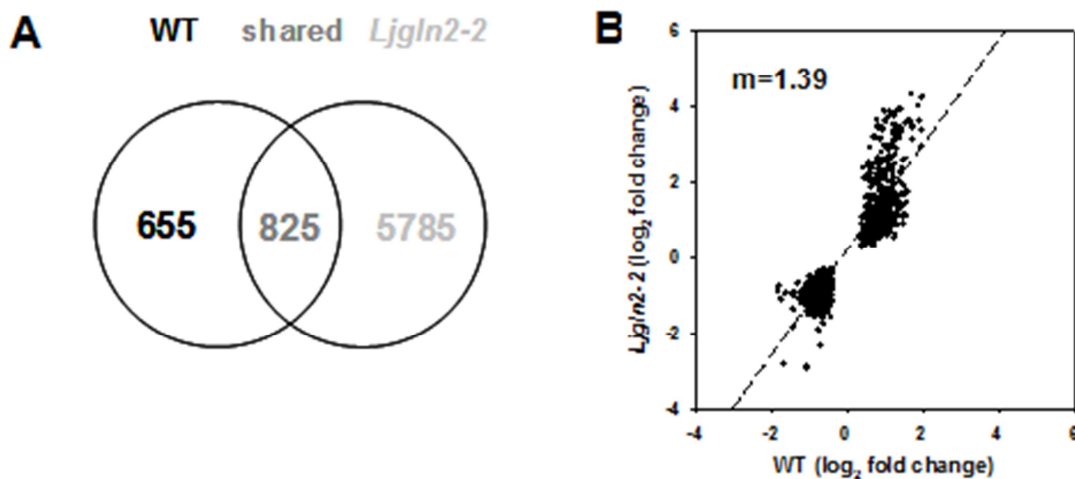 A
WT shared Ljgln2-2
655 825 5785
B
m=1.39
Ljgln2-2 (log2 fold change)
6
4
2
0
-2
-4
-4 -2 0 2 4 6
WT (log2 fold change)